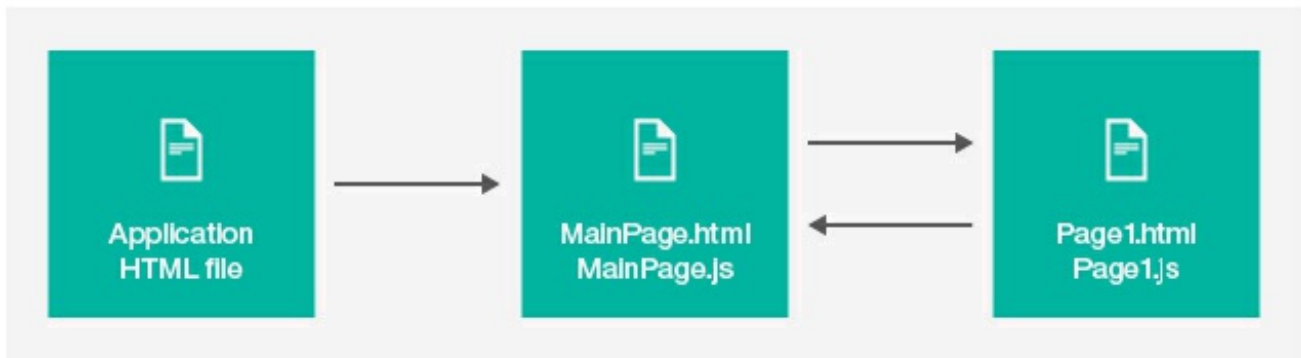 Application
HTML file
MainPage.html
MainPage.js
Page1.html
Page1.js